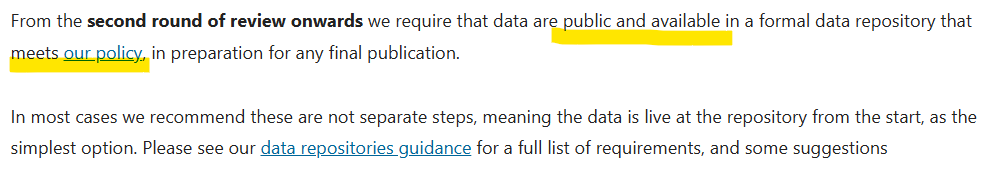 From the second round of review onwards we require that data are public and available in a formal data repository that
meets our policy, in preparation for any final publication.
In most cases we recommend these are not separate steps, meaning the data is live at the repository from the start, as the
simplest option. Please see our data repositories guidance for a full list of requirements, and some suggestions